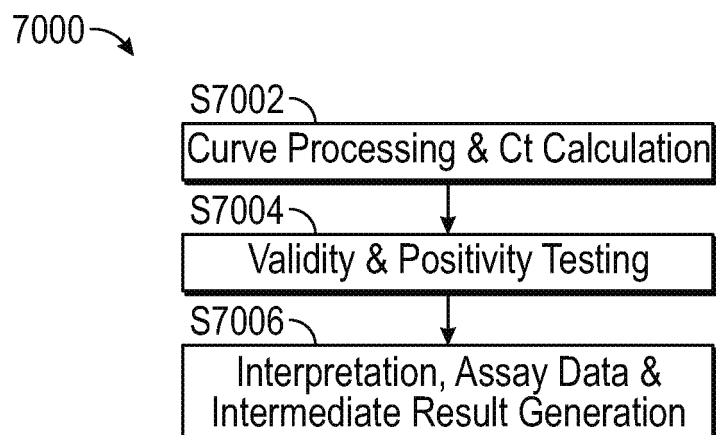 7000
S7002
Curve Processing & Ct Calculation
S7004
Validity & Positivity Testing
S7006
Interpretation, Assay Data &
Intermediate Result Generation